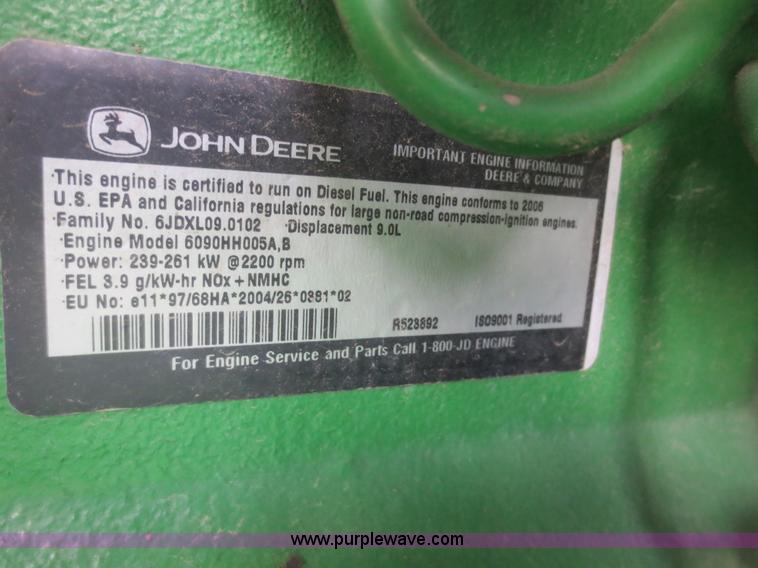 JOHN DEERE
IMPORTANT ENGINE INFORMATION
DEERE & COMPANY
·This engine is certified to run on Diesel Fuel. This engine conforms to 2006
U.S. EPA and California regulations for large non-road compression-ignition engines.
·Family No. 6JDXL09.0102 ·Displacement 9.0L
·Engine Model 6090HH005A,B
·Power: 239-261 kW @2200 rpm
·FEL 3.9 g/kW-hr NOx + NMHC
·EU No: e11*97/68HA*2004/26*0381*02
R523892 ISO9001 Registered
For Engine Service and Parts Call 1-800-JD ENGINE
www.purplewave.com